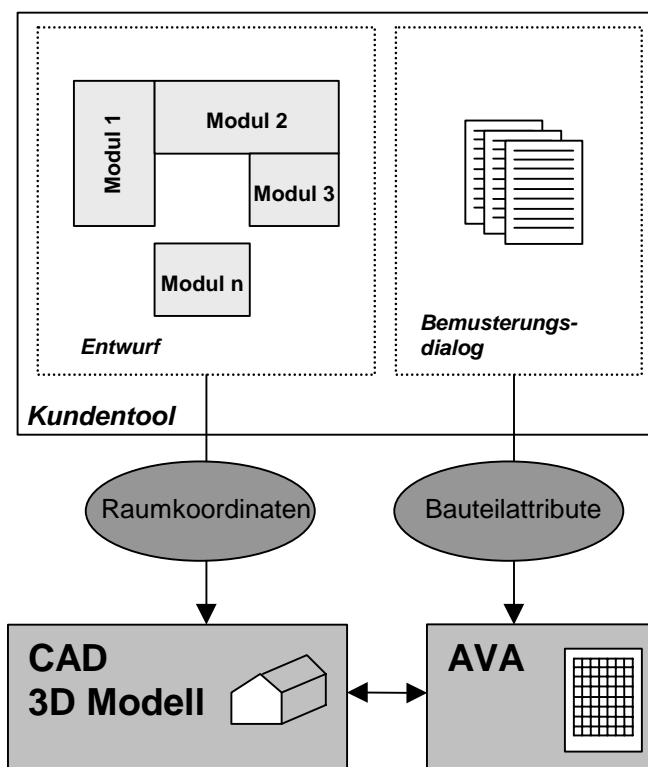 Modul 1
Modul 2
Modul 3
Modul n
Entwurf
Bemusterungs-
dialog
Kundentool
Raumkoordinaten
Bauteilattribute
CAD
3D Modell
AVA